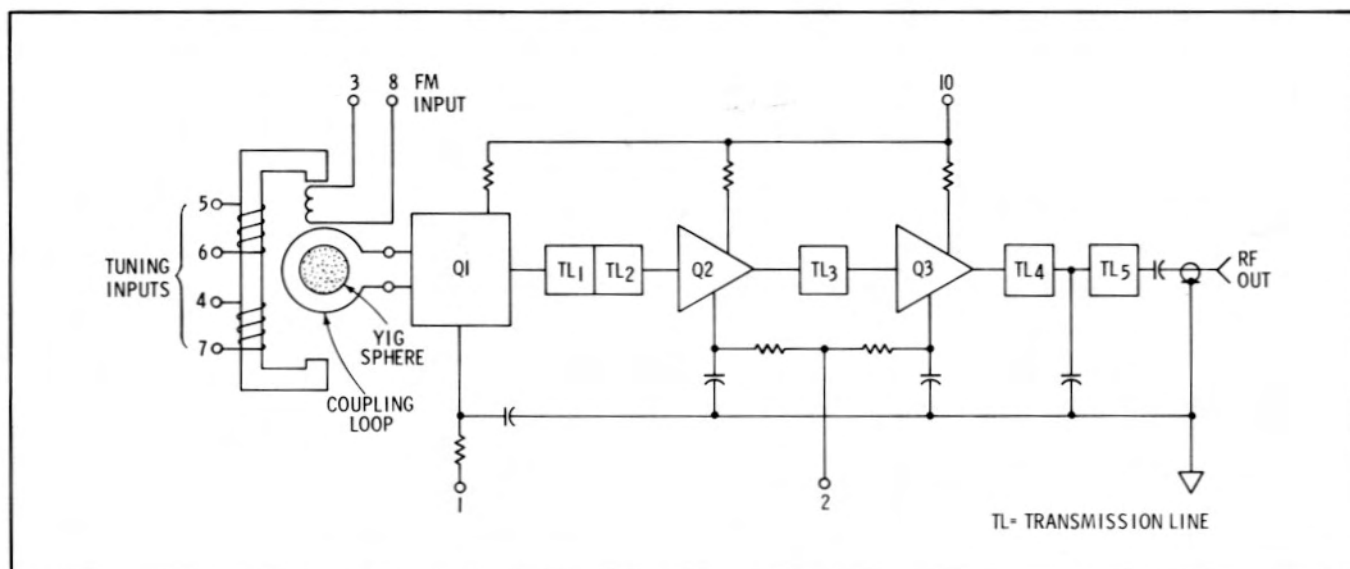 3 8 FM
INPUT
10
5
6
TUNING
INPUTS
4
7
YIG
SPHERE
COUPLING
LOOP
Q1
TL1 TL2
Q2
TL3
Q3
TL4
TL5
RF
OUT
1
2
TL= TRANSMISSION LINE